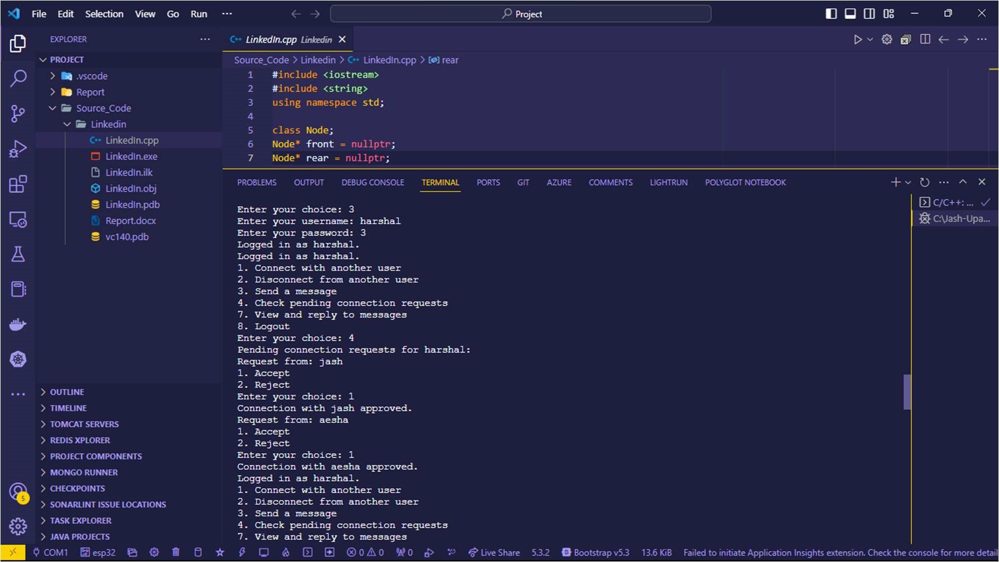 File Edit Selection View Go Run ···
Project
EXPLORER ···
PROJECT
.vscode
Report
Source_Code
Linkedin
LinkedIn.cpp
LinkedIn.exe
LinkedIn.ilk
LinkedIn.obj
LinkedIn.pdb
Report.docx
vc140.pdb
OUTLINE
TIMELINE
TOMCAT SERVERS
REDIS XPLORER
PROJECT COMPONENTS
MONGO RUNNER
CHECKPOINTS
SONARLINT ISSUE LOCATIONS
TASK EXPLORER
JAVA PROJECTS
5
LinkedIn.cpp Linkedin
Source_Code > Linkedin > LinkedIn.cpp > rear
1 #include <iostream>
2 #include <string>
3 using namespace std;
4
5 class Node;
6 Node* front = nullptr;
7 Node* rear = nullptr;
PROBLEMS OUTPUT DEBUG CONSOLE TERMINAL PORTS GIT AZURE COMMENTS LIGHTRUN POLYGLOT NOTEBOOK
C/C++: ...
C:\Jash-Upa...
Enter your choice: 3
Enter your username: harshal
Enter your password: 3
Logged in as harshal.
Logged in as harshal.
1. Connect with another user
2. Disconnect from another user
3. Send a message
4. Check pending connection requests
7. View and reply to messages
8. Logout
Enter your choice: 4
Pending connection requests for harshal:
Request from: jash
1. Accept
2. Reject
Enter your choice: 1
Connection with jash approved.
Request from: aesha
1. Accept
2. Reject
Enter your choice: 1
Connection with aesha approved.
Logged in as harshal.
1. Connect with another user
2. Disconnect from another user
3. Send a message
4. Check pending connection requests
7. View and reply to messages
COM1 esp32 0 0 0 Live Share 5.3.2 Bootstrap v5.3 13.6 KiB Failed to initiate Application Insights extension. Check the console for more detail